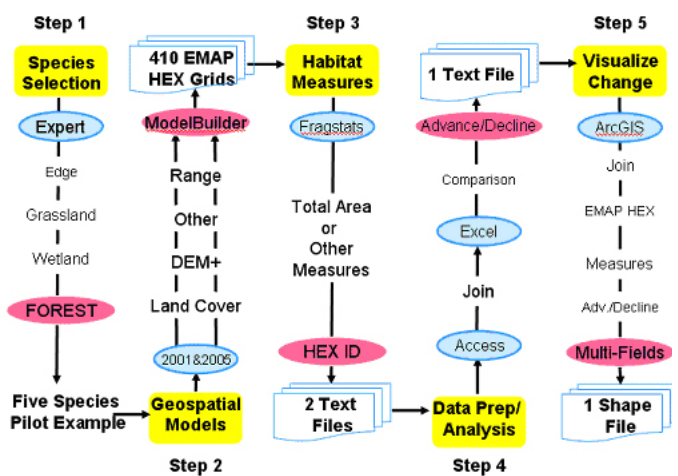 Step 1
Species
Selection
Expert
Edge
Grassland
Wetland
FOREST
Five Species
Pilot Example
410 EMAP
HEX Grids
ModelBuilder
Range
Other
DEM+
Land Cover
2001&2005
Geospatial
Models
Step 2
Step 3
Habitat
Measures
Fragstats
Total Area
or
Other
Measures
HEX ID
2 Text
Files
1 Text File
Advance/Decline
Comparison
Excel
Join
Access
Data Prep/
Analysis
Step 4
Step 5
Visualize
Change
ArcGIS
Join
EMAP HEX
Measures
Adv./Decline
Multi-Fields
1 Shape
File